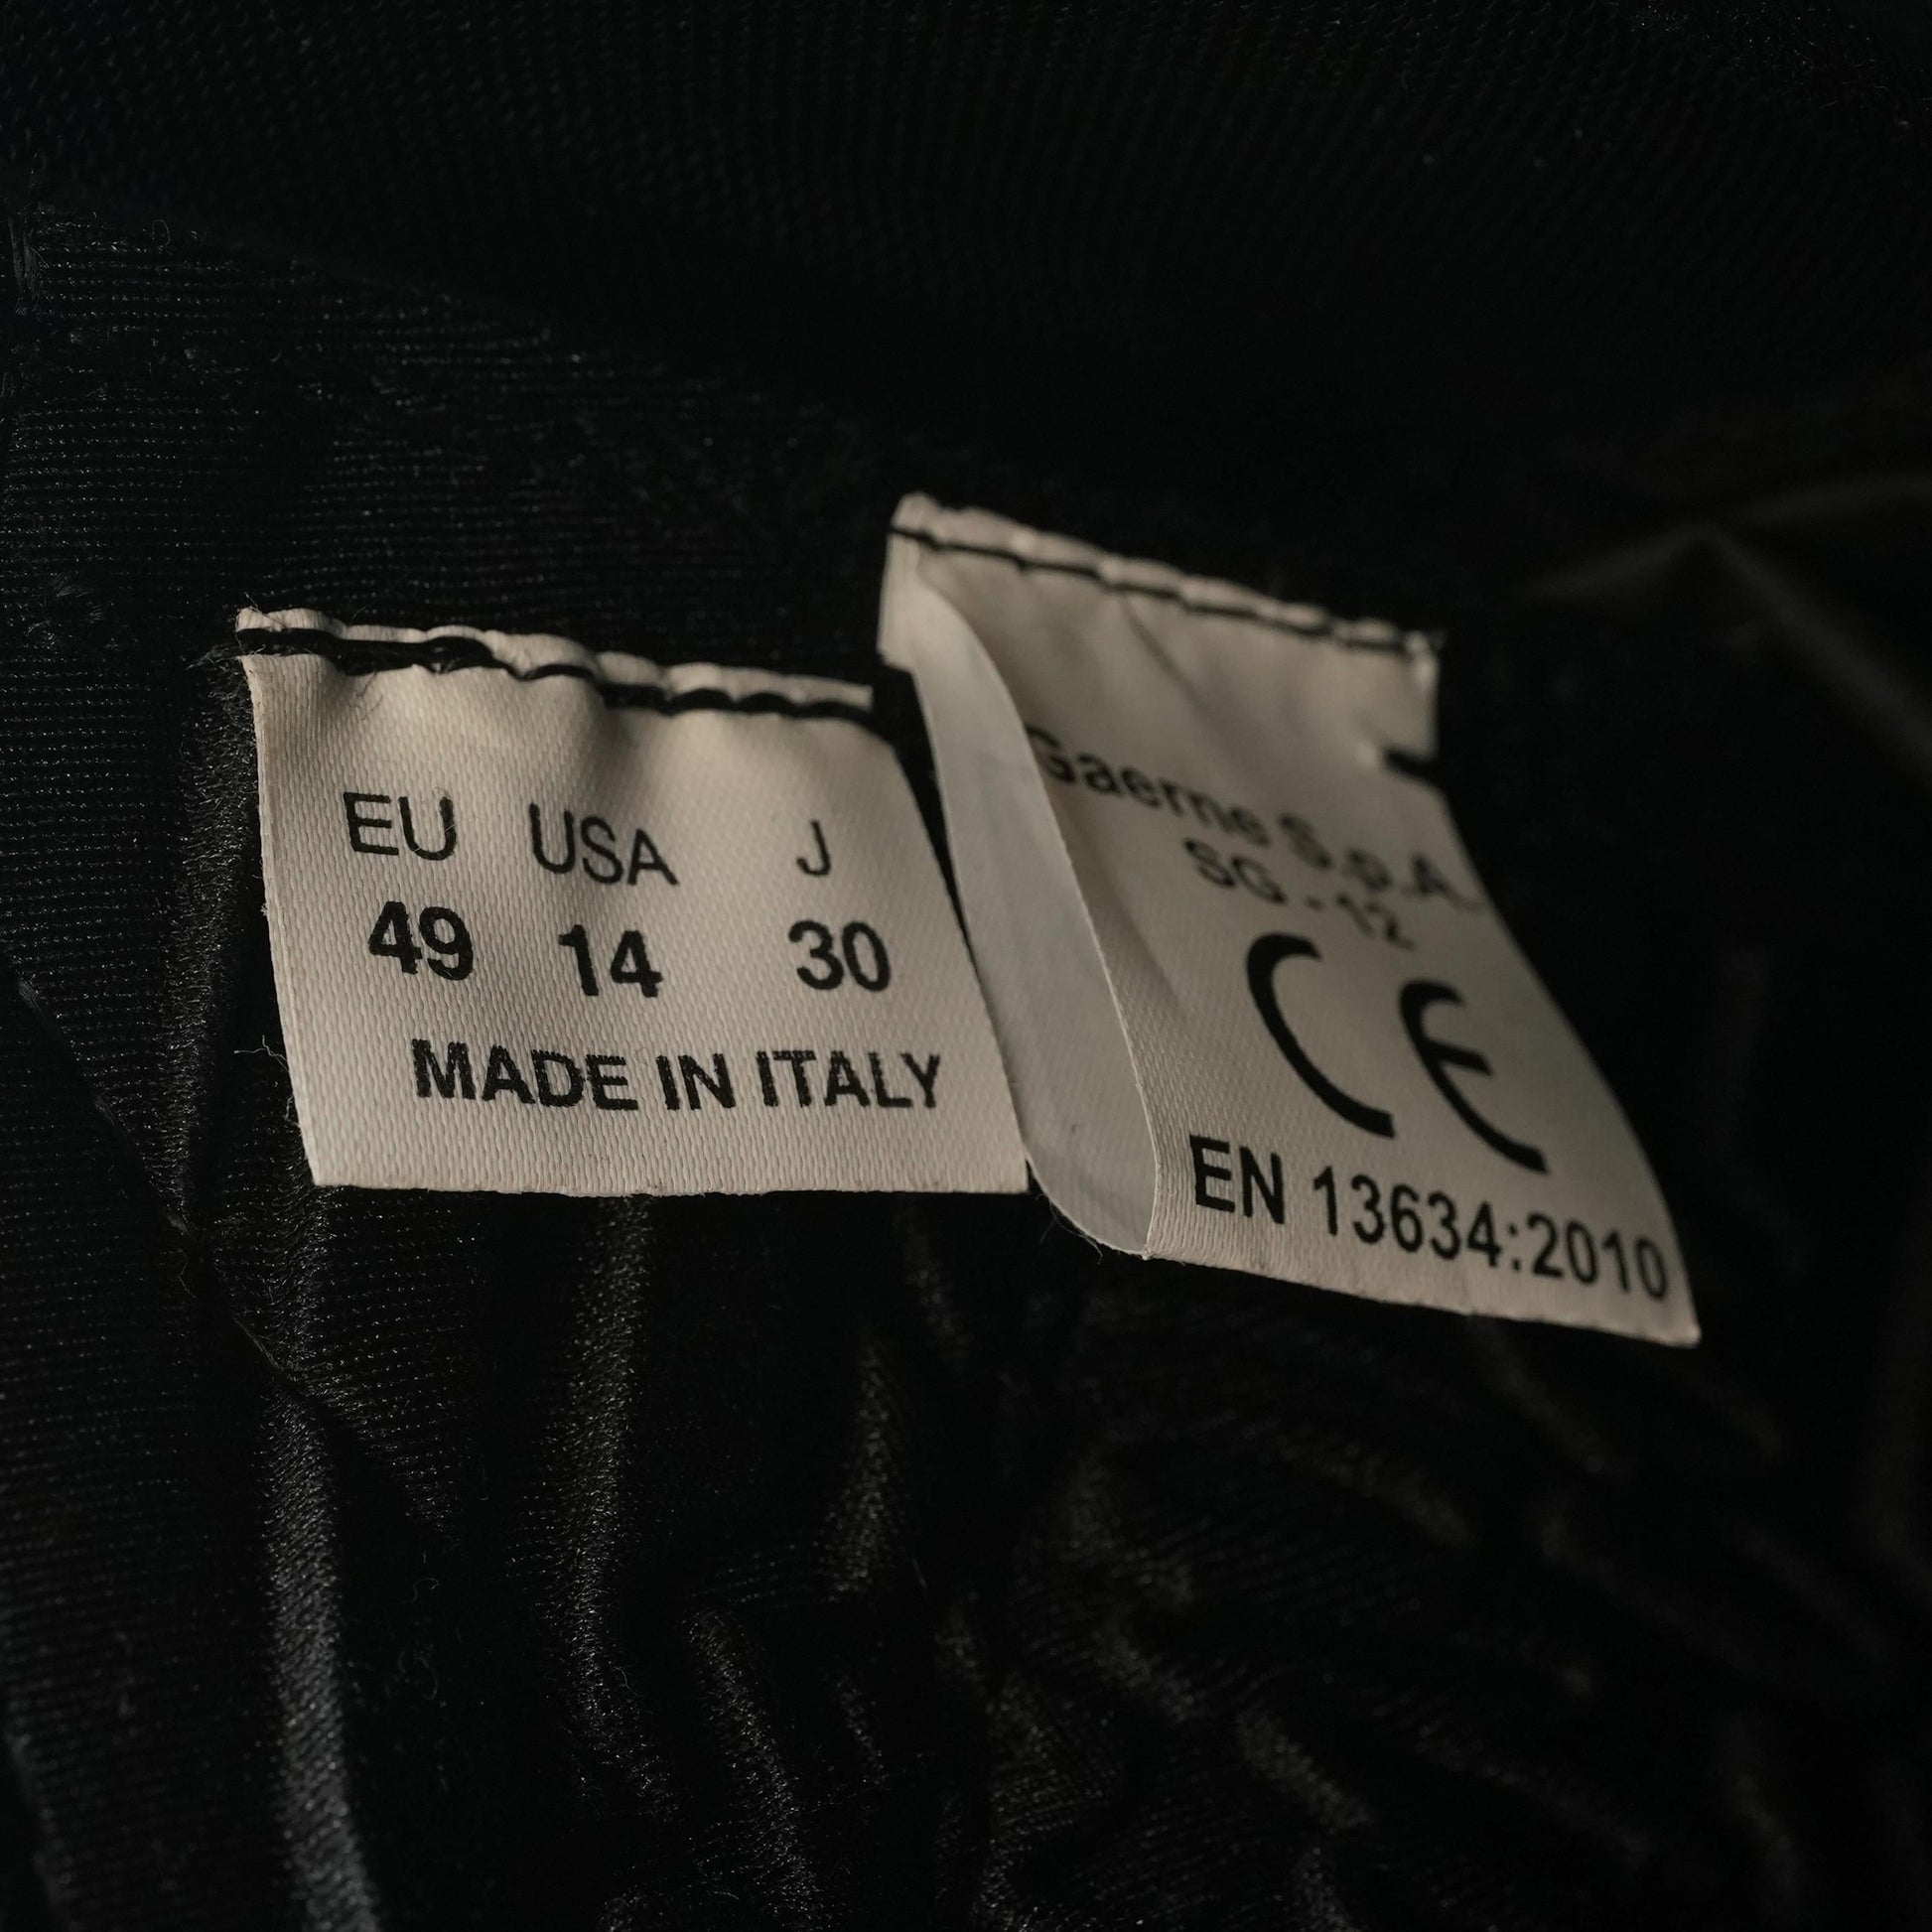 EU USA J
49 14 30
MADE IN ITALY
Gaerne S.p.A.
SG.-12
CE
EN 13634:2010